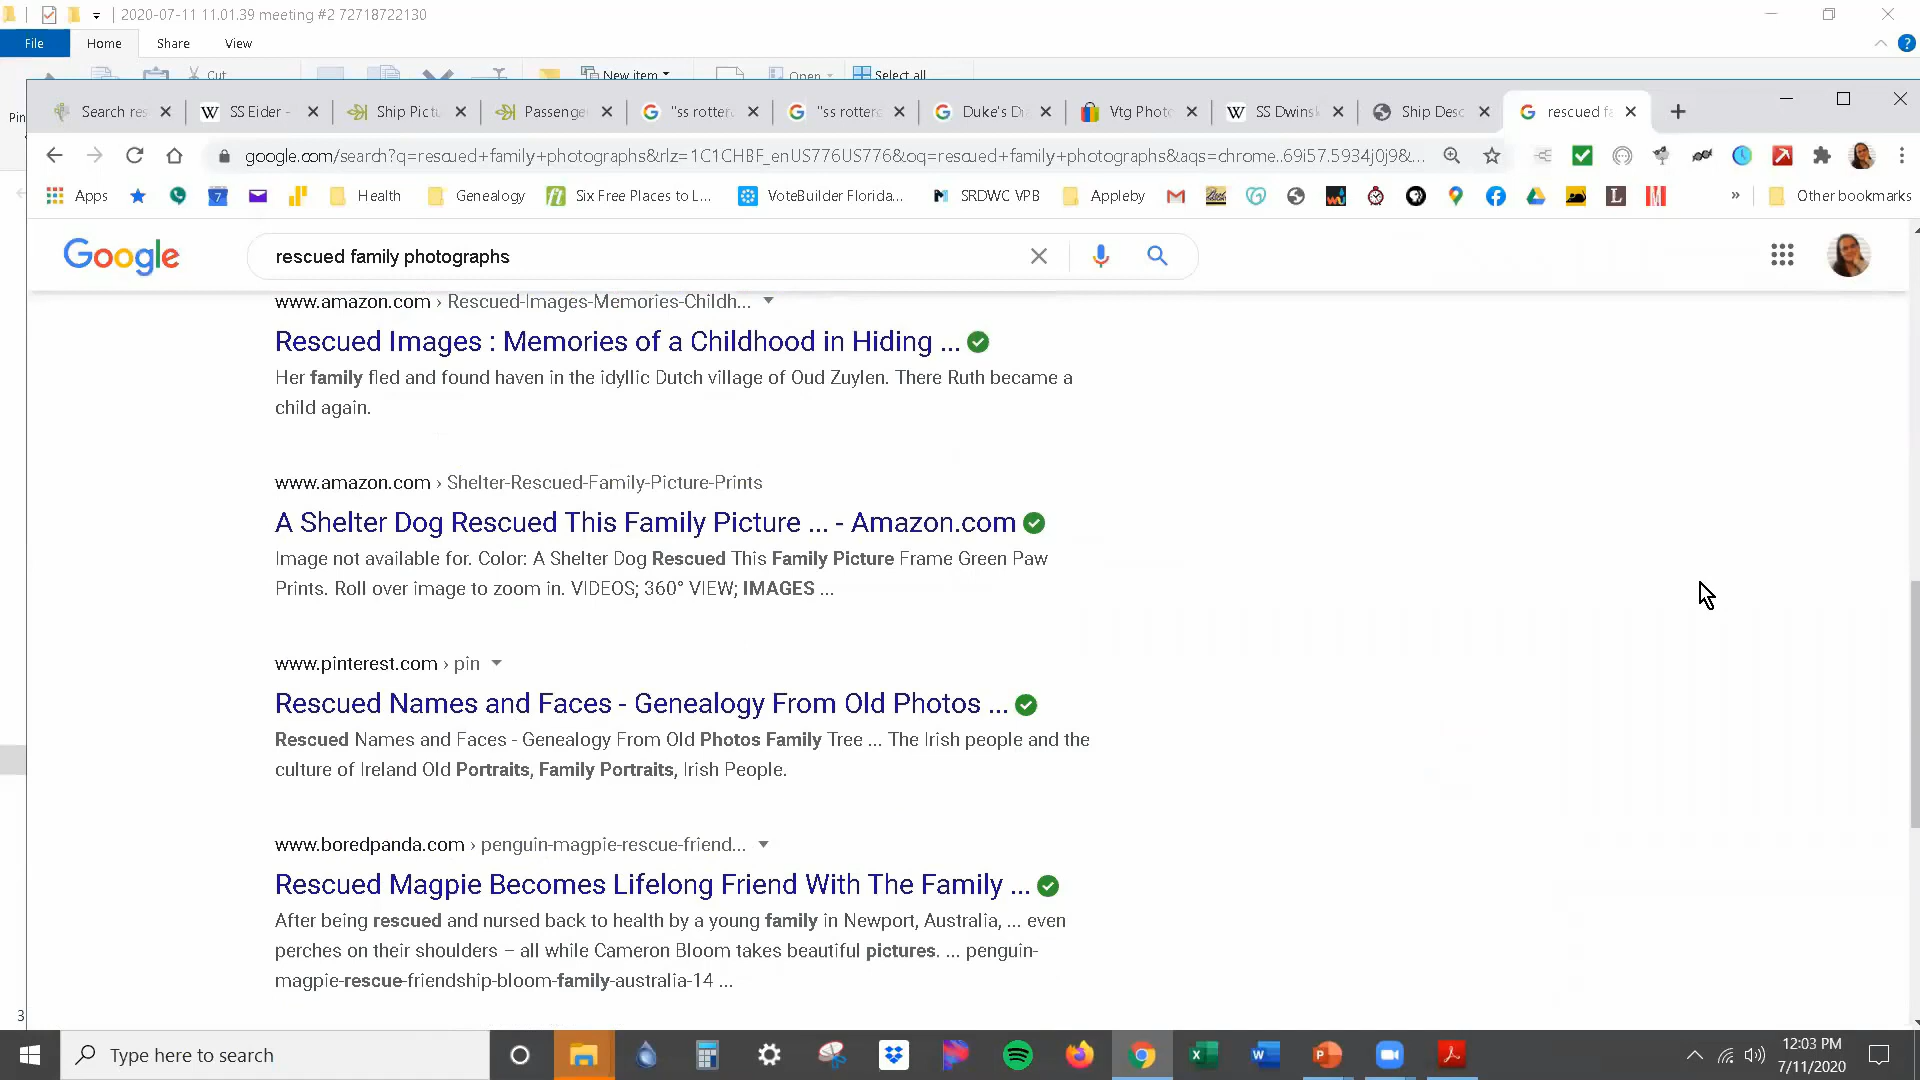 2020-07-11 11.01.39 meeting #2 72718722130
File Home Share View
Cut New item Open Select all
Pin
Search res SS Eider - Ship Pictu Passenge "ss rotter "ss rotter Duke's Di Vtg Photo SS Dwinsk Ship Desc rescued fa
google.com/search?q=rescued+family+photographs&rlz=1C1CHBF_enUS776US776&oq=rescued+family+photographs&aqs=chrome..69i57.5934j0j9&...
Apps 7 Health Genealogy Six Free Places to L... VoteBuilder Florida... SRDWC VPB Appleby » Other bookmarks
Google rescued family photographs
www.amazon.com › Rescued-Images-Memories-Childh...
Rescued Images : Memories of a Childhood in Hiding ...
Her family fled and found haven in the idyllic Dutch village of Oud Zuylen. There Ruth became a
child again.
www.amazon.com › Shelter-Rescued-Family-Picture-Prints
A Shelter Dog Rescued This Family Picture ... - Amazon.com
Image not available for. Color: A Shelter Dog Rescued This Family Picture Frame Green Paw
Prints. Roll over image to zoom in. VIDEOS; 360° VIEW; IMAGES ...
www.pinterest.com › pin
Rescued Names and Faces - Genealogy From Old Photos ...
Rescued Names and Faces - Genealogy From Old Photos Family Tree ... The Irish people and the
culture of Ireland Old Portraits, Family Portraits, Irish People.
www.boredpanda.com › penguin-magpie-rescue-friend...
Rescued Magpie Becomes Lifelong Friend With The Family ...
After being rescued and nursed back to health by a young family in Newport, Australia, ... even
perches on their shoulders – all while Cameron Bloom takes beautiful pictures. ... penguin-
magpie-rescue-friendship-bloom-family-australia-14 ...
3
Type here to search
12:03 PM
7/11/2020